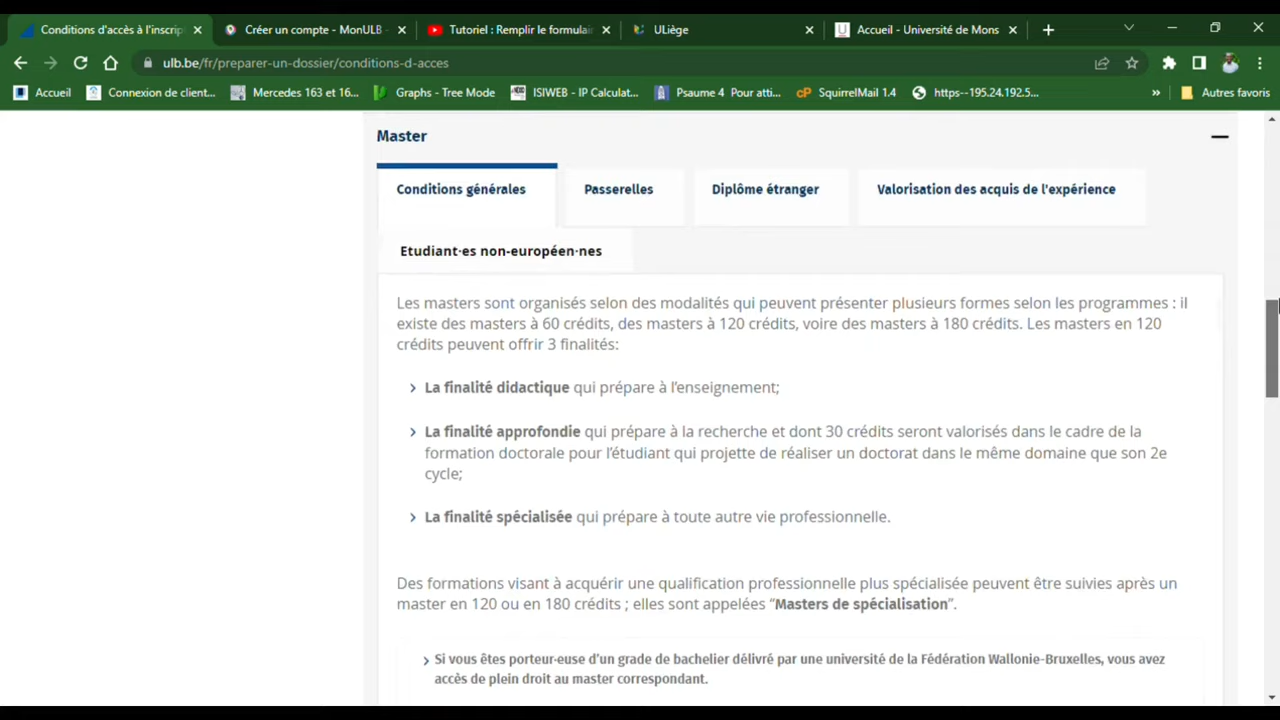 Conditions d'accès à l'inscrip
Créer un compte - MonULB
Tutoriel : Remplir le formulair
ULiège
Accueil - Université de Mons
ulb.be/fr/preparer-un-dossier/conditions-d-acces
Accueil
Connexion de client...
Mercedes 163 et 16...
Graphs - Tree Mode
ISIWEB - IP Calculat...
Psaume 4 Pour atti...
SquirrelMail 1.4
https--195.24.192.5...
»
Autres favoris
Master
Conditions générales
Passerelles
Diplôme étranger
Valorisation des acquis de l'expérience
Etudiant·es non-européen·nes
Les masters sont organisés selon des modalités qui peuvent présenter plusieurs formes selon les programmes : il
existe des masters à 60 crédits, des masters à 120 crédits, voire des masters à 180 crédits. Les masters en 120
crédits peuvent offrir 3 finalités:
La finalité didactique qui prépare à l’enseignement;
La finalité approfondie qui prépare à la recherche et dont 30 crédits seront valorisés dans le cadre de la
formation doctorale pour l’étudiant qui projette de réaliser un doctorat dans le même domaine que son 2e
cycle;
La finalité spécialisée qui prépare à toute autre vie professionnelle.
Des formations visant à acquérir une qualification professionnelle plus spécialisée peuvent être suivies après un
master en 120 ou en 180 crédits ; elles sont appelées “Masters de spécialisation”.
Si vous êtes porteur·euse d’un grade de bachelier délivré par une université de la Fédération Wallonie-Bruxelles, vous avez
accès de plein droit au master correspondant.